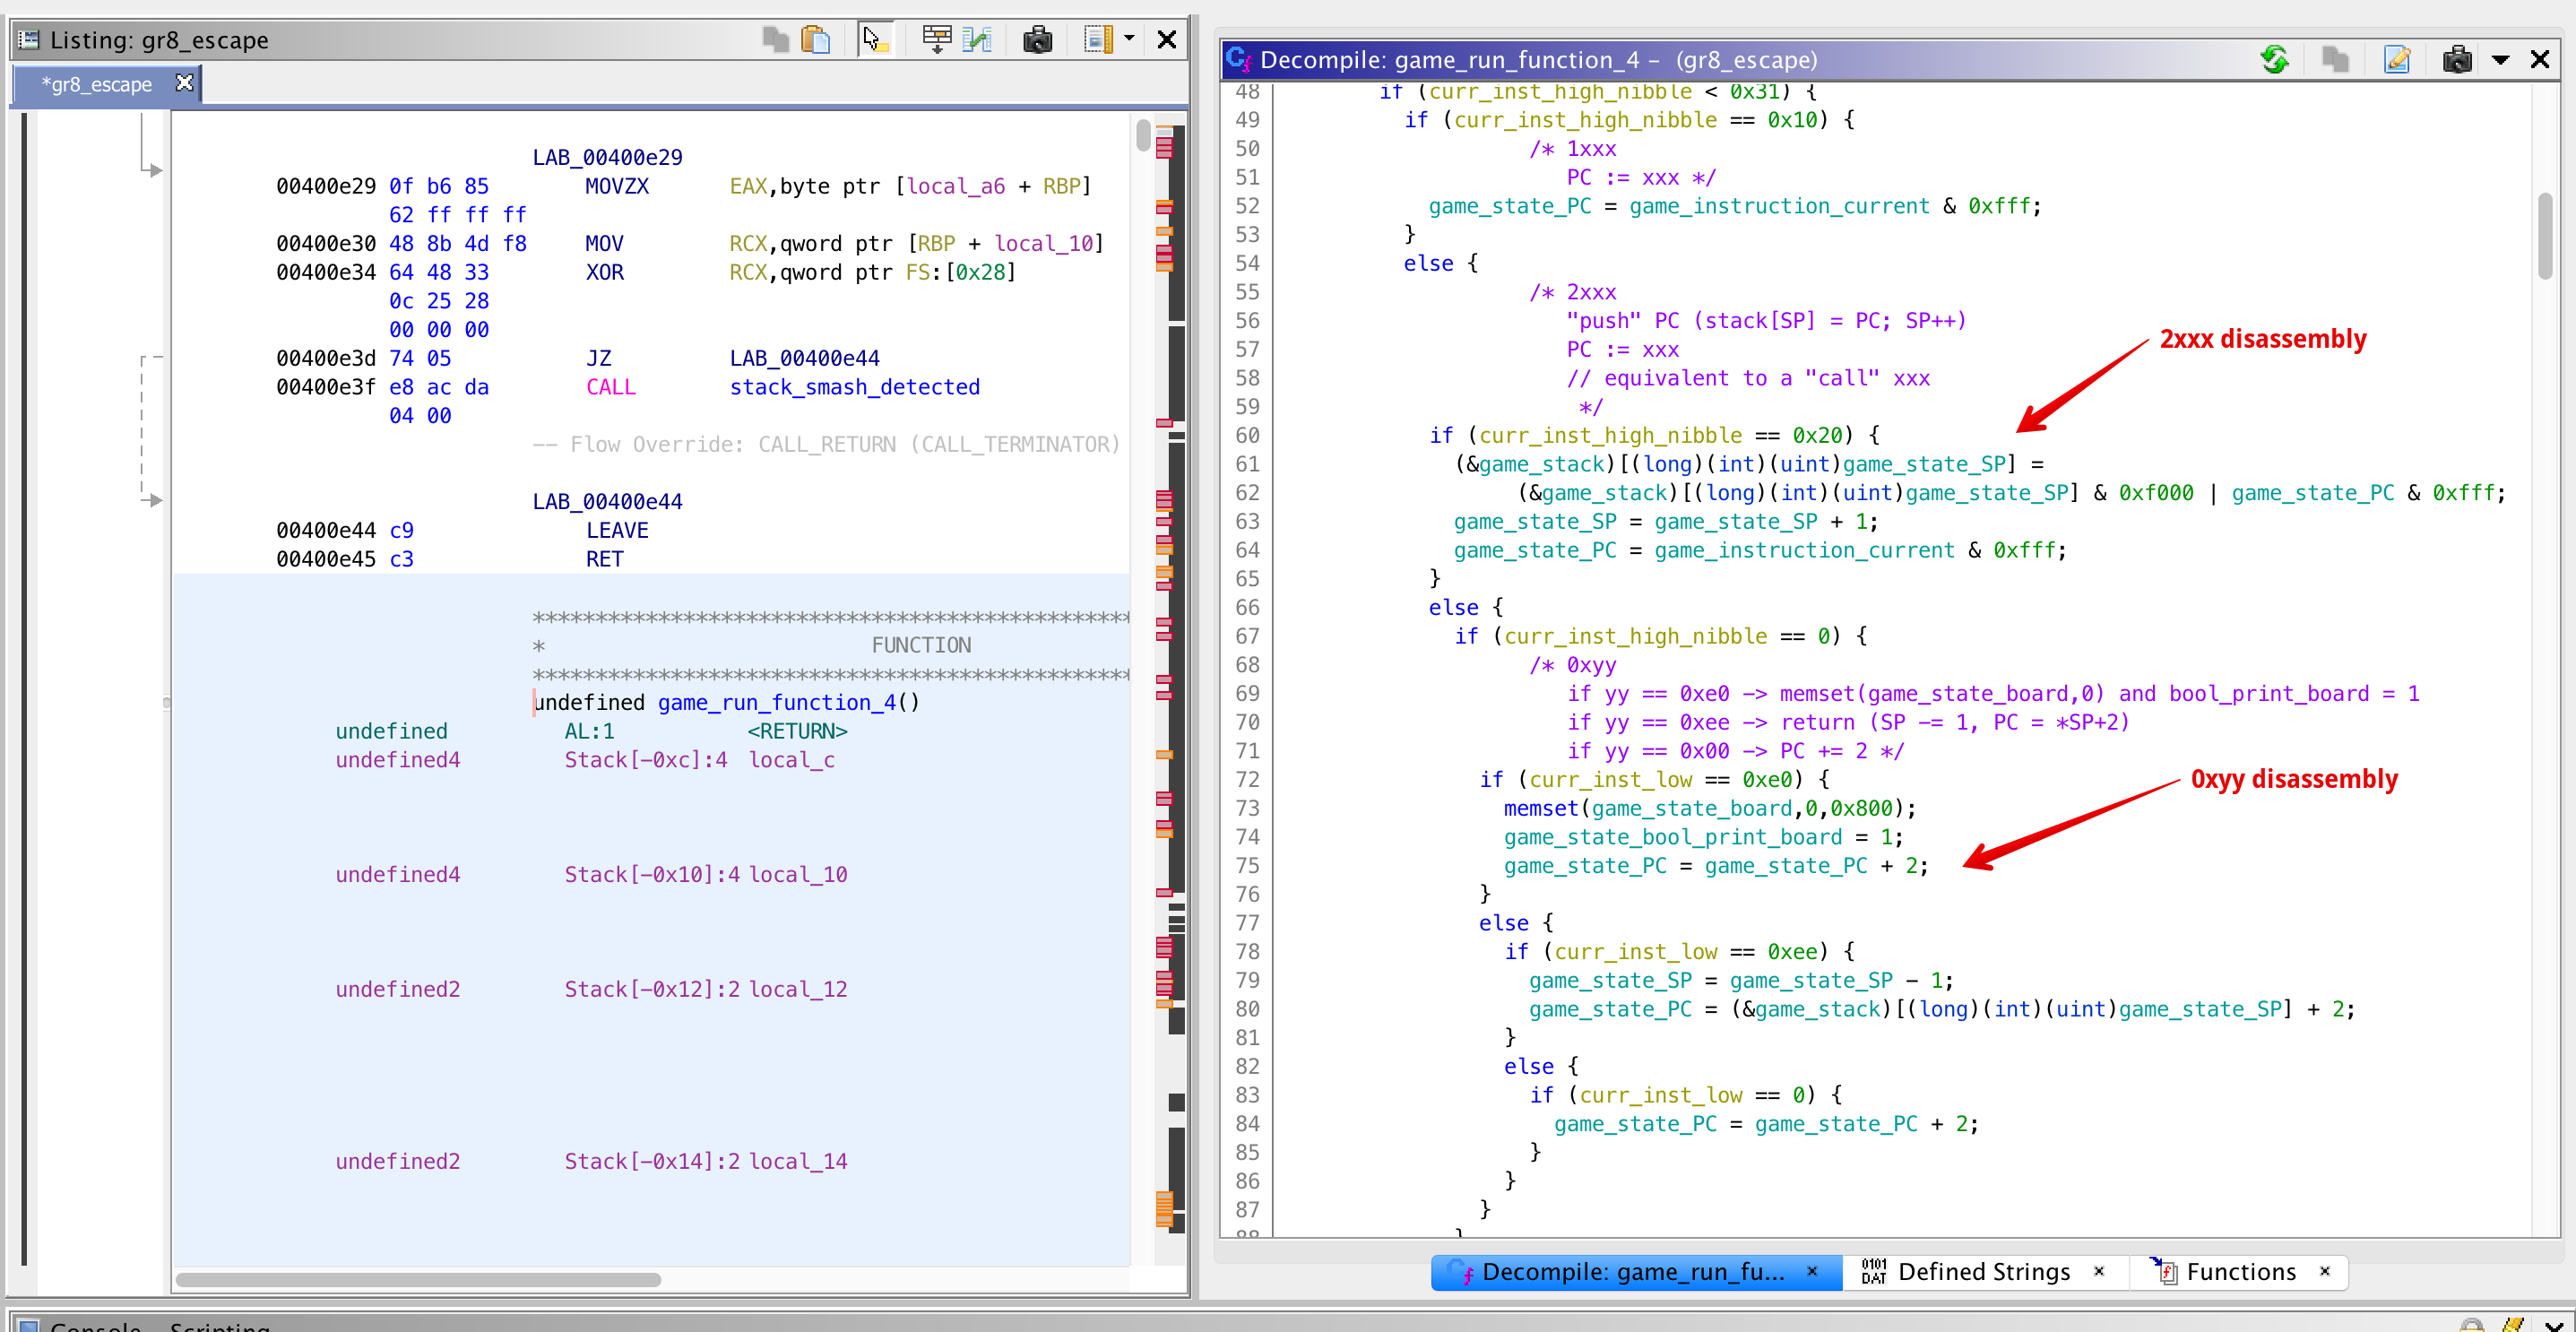 Listing: gr8_escape
*gr8_escape
LAB_00400e29
00400e29 0f b6 85 MOVZX EAX,byte ptr [local_a6 + RBP]
62 ff ff ff
00400e30 48 8b 4d f8 MOV RCX,qword ptr [RBP + local_10]
00400e34 64 48 33 XOR RCX,qword ptr FS:[0x28]
0c 25 28
00 00 00
00400e3d 74 05 JZ LAB_00400e44
00400e3f e8 ac da CALL stack_smash_detected
04 00
-- Flow Override: CALL_RETURN (CALL_TERMINATOR)
LAB_00400e44
00400e44 c9 LEAVE
00400e45 c3 RET
************************************************
* FUNCTION
************************************************
undefined game_run_function_4()
undefined AL:1 <RETURN>
undefined4 Stack[-0xc]:4 local_c
undefined4 Stack[-0x10]:4 local_10
undefined2 Stack[-0x12]:2 local_12
undefined2 Stack[-0x14]:2 local_14
Decompile: game_run_function_4 - (gr8_escape)
48 if (curr_inst_high_nibble < 0x31) {
49 if (curr_inst_high_nibble == 0x10) {
50 /* 1xxx
51 PC := xxx */
52 game_state_PC = game_instruction_current & 0xfff;
53 }
54 else {
55 /* 2xxx
56 "push" PC (stack[SP] = PC; SP++)
57 PC := xxx
58 // equivalent to a "call" xxx
59 */
60 if (curr_inst_high_nibble == 0x20) {
61 (&game_stack)[(long)(int)(uint)game_state_SP] =
62 (&game_stack)[(long)(int)(uint)game_state_SP] & 0xf000 | game_state_PC & 0xfff;
63 game_state_SP = game_state_SP + 1;
64 game_state_PC = game_instruction_current & 0xfff;
65 }
66 else {
67 if (curr_inst_high_nibble == 0) {
68 /* 0xyy
69 if yy == 0xe0 -> memset(game_state_board,0) and bool_print_board = 1
70 if yy == 0xee -> return (SP -= 1, PC = *SP+2)
71 if yy == 0x00 -> PC += 2 */
72 if (curr_inst_low == 0xe0) {
73 memset(game_state_board,0,0x800);
74 game_state_bool_print_board = 1;
75 game_state_PC = game_state_PC + 2;
76 }
77 else {
78 if (curr_inst_low == 0xee) {
79 game_state_SP = game_state_SP - 1;
80 game_state_PC = (&game_stack)[(long)(int)(uint)game_state_SP] + 2;
81 }
82 else {
83 if (curr_inst_low == 0) {
84 game_state_PC = game_state_PC + 2;
85 }
86 }
87 }
88 }
2xxx disassembly
0xyy disassembly
Decompile: game_run_fu... ×
0101 DAT Defined Strings ×
Functions ×
Console - Scripting